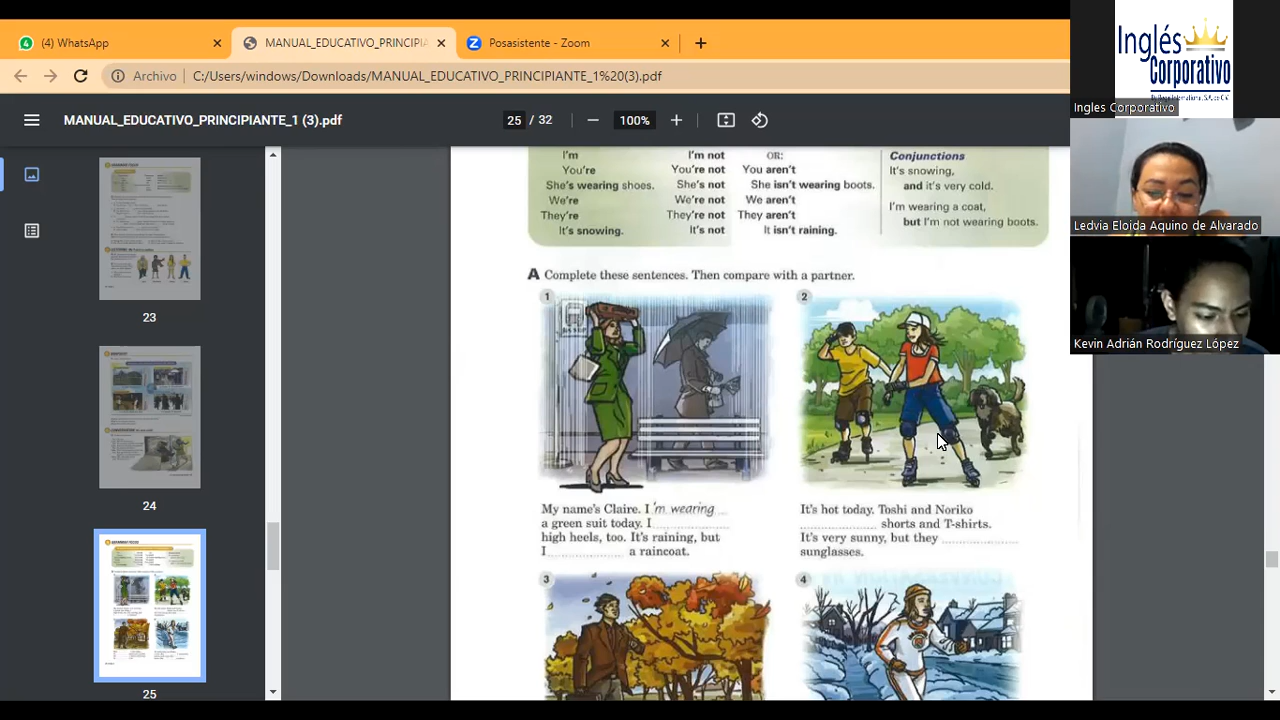 (4) WhatsApp
MANUAL_EDUCATIVO_PRINCIPIA
Posasistente - Zoom
Archivo
C:/Users/windows/Downloads/MANUAL_EDUCATIVO_PRINCIPIANTE_1%20(3).pdf
MANUAL_EDUCATIVO_PRINCIPIANTE_1 (3).pdf
25 / 32
100%
23
24
25
I'm
You're
She's wearing shoes.
We're
They're
It's snowing.
I'm not
You're not
She's not
We're not
They're not
It's not
OR:
You aren't
She isn't wearing boots.
We aren't
They aren't
It isn't raining.
Conjunctions
It's snowing,
and it's very cold.
I'm wearing a coat,
but I'm not wearing boots.
A Complete these sentences. Then compare with a partner.
1
2
My name's Claire. I 'm wearing
a green suit today. I
high heels, too. It's raining, but
I a raincoat.
It's hot today. Toshi and Noriko
shorts and T-shirts.
It's very sunny, but they
sunglasses.
3
4
Inglés
Corporativo
Ingles Corporativo
Ledvia Eloida Aquino de Alvarado
Kevin Adrián Rodríguez López